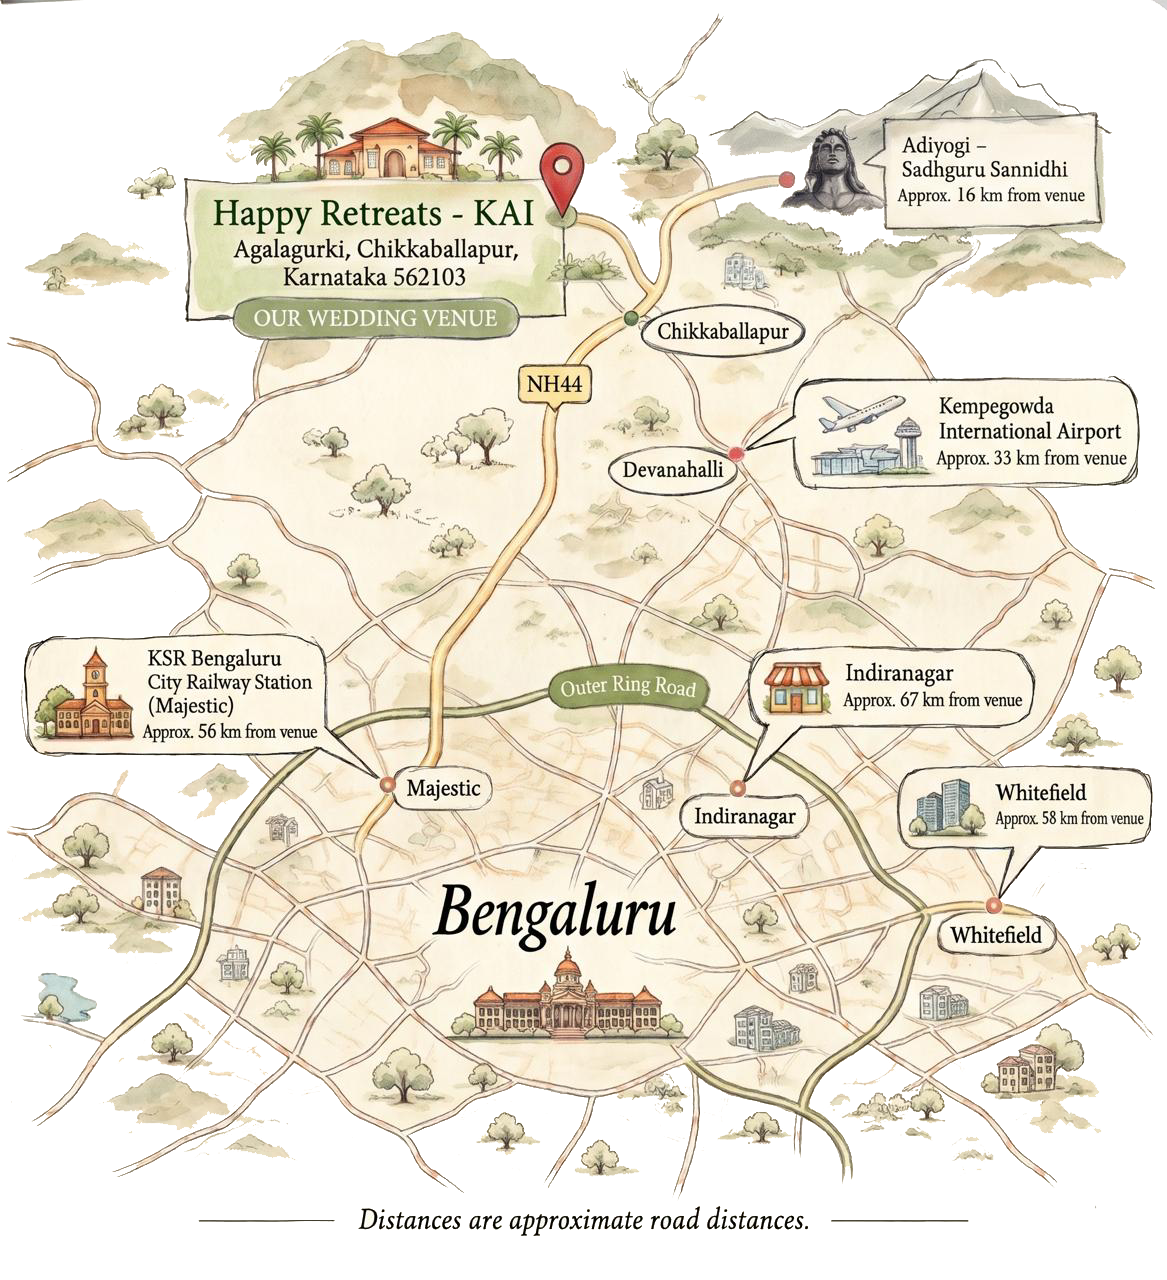 Happy Retreats - KAI
Agalagurki, Chikkaballapur,
Karnataka 562103
OUR WEDDING VENUE
Adiyogi –
Sadhguru Sannidhi
Approx. 16 km from venue
Chikkaballapur
NH44
Kempegowda
International Airport
Approx. 33 km from venue
Devanahalli
KSR Bengaluru
City Railway Station
(Majestic)
Approx. 56 km from venue
Outer Ring Road
Indiranagar
Approx. 67 km from venue
Majestic
Indiranagar
Whitefield
Approx. 58 km from venue
Bengaluru
Whitefield
Distances are approximate road distances.